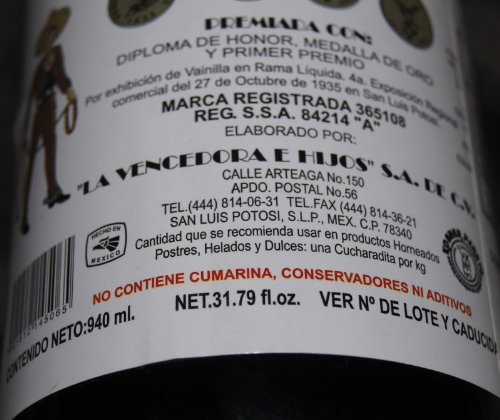 PREMIADA CON:
DIPLOMA DE HONOR, MEDALLA DE ORO
Y PRIMER PREMIO
Por exhibición de Vainilla en Rama Líquida. 4a. Exposición Regional
comercial del 27 de Octubre de 1935 en San Luis Potosí.
MARCA REGISTRADA 365108
REG. S.S.A. 84214 "A"
ELABORADO POR:
"LA VENCEDORA E HIJOS" S.A. DE C.V.
CALLE ARTEAGA No.150
APDO. POSTAL No.56
TEL.(444) 814-06-31 TEL.FAX (444) 814-36-21
SAN LUIS POTOSI, S.L.P., MEX. C.P. 78340
HECHO EN
MEXICO
Cantidad que se recomienda usar en productos Horneados
Postres, Helados y Dulces: una Cucharadita por kg
NO CONTIENE CUMARINA, CONSERVADORES NI ADITIVOS
CONTENIDO NETO:940 ml. NET.31.79 fl.oz. VER Nº DE LOTE Y CADUCIDA